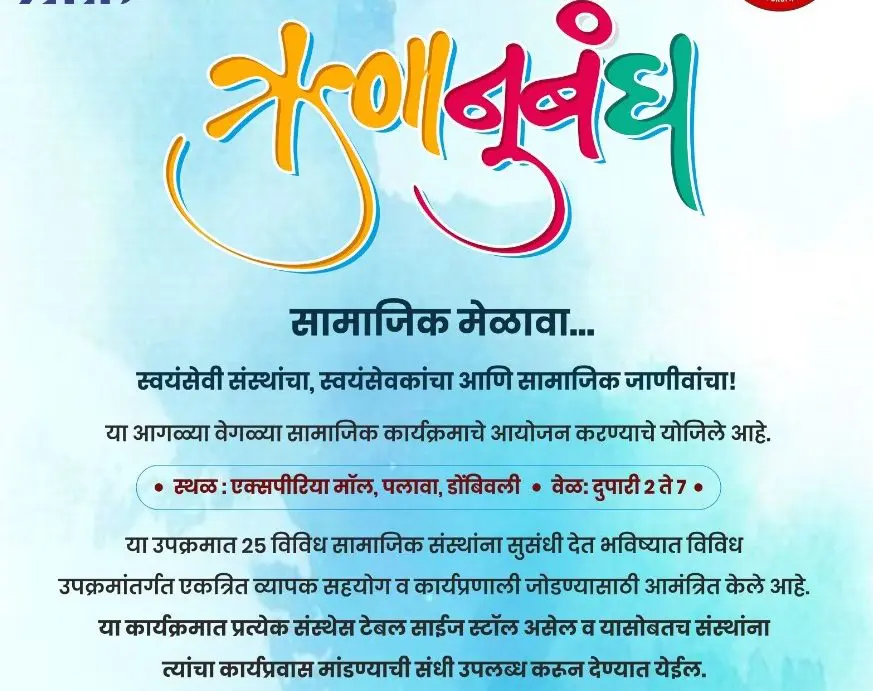 ऋणानुबंध
सामाजिक मेळावा...
स्वयंसेवी संस्थांचा, स्वयंसेवकांचा आणि सामाजिक जाणीवांचा!
या आगळ्या वेगळ्या सामाजिक कार्यक्रमाचे आयोजन करण्याचे योजिले आहे.
• स्थळ : एक्सपीरिया मॉल, पलावा, डोंबिवली • वेळ: दुपारी 2 ते 7 •
या उपक्रमात 25 विविध सामाजिक संस्थांना सुसंधी देत भविष्यात विविध
उपक्रमांतर्गत एकत्रित व्यापक सहयोग व कार्यप्रणाली जोडण्यासाठी आमंत्रित केले आहे.
या कार्यक्रमात प्रत्येक संस्थेस टेबल साईज स्टॉल असेल व यासोबतच संस्थांना
त्यांचा कार्यप्रवास मांडण्याची संधी उपलब्ध करून देण्यात येईल.